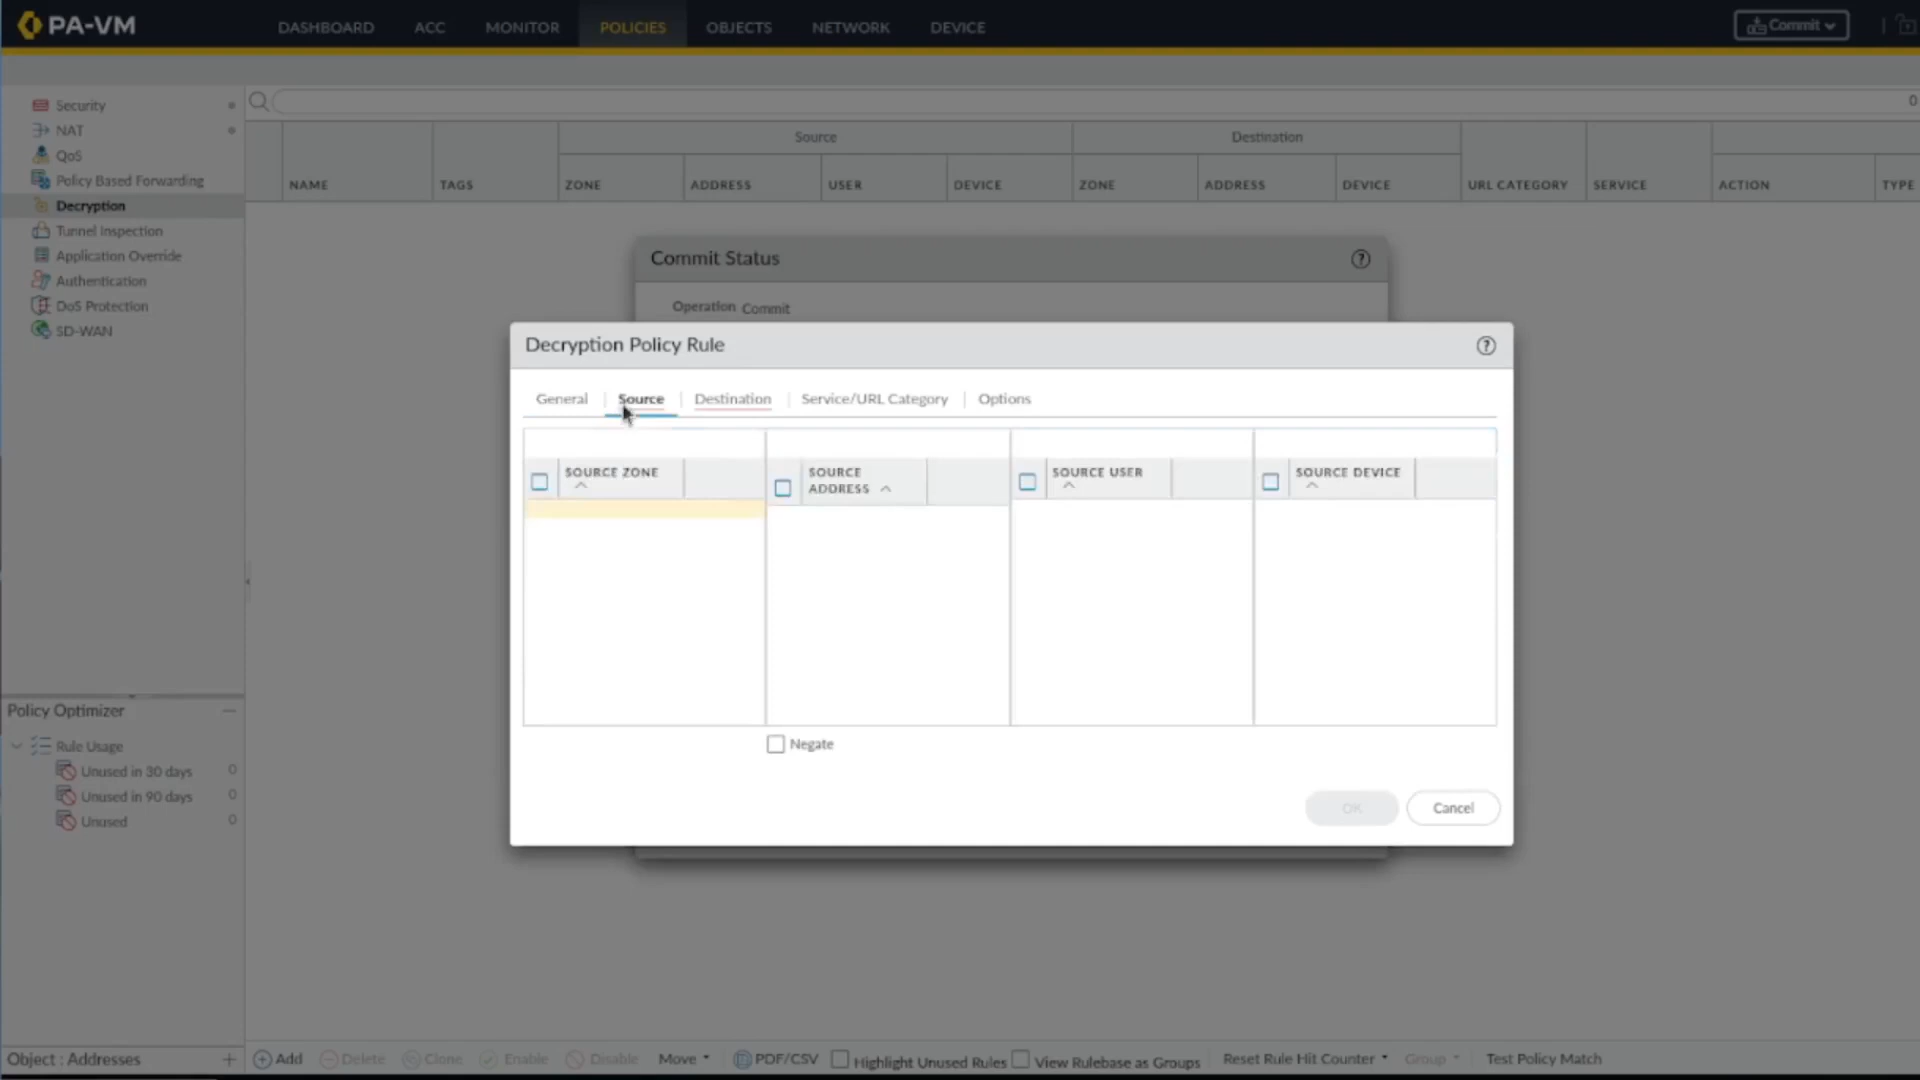 PA-VM
DASHBOARD ACC MONITOR POLICIES OBJECTS NETWORK DEVICE Commit
Security
NAT
QoS
Policy Based Forwarding
Decryption
Tunnel Inspection
Application Override
Authentication
DoS Protection
SD-WAN
0
Source Destination
NAME TAGS ZONE ADDRESS USER DEVICE ZONE ADDRESS DEVICE URL CATEGORY SERVICE ACTION TYPE
Commit Status
Operation Commit
Decryption Policy Rule
General Source Destination Service/URL Category Options
SOURCE ZONE SOURCE ADDRESS SOURCE USER SOURCE DEVICE
Negate
OK Cancel
Policy Optimizer
Rule Usage
Unused in 30 days 0
Unused in 90 days 0
Unused 0
Object : Addresses
Add Delete Clone Enable Disable Move PDF/CSV Highlight Unused Rules View Rulebase as Groups Reset Rule Hit Counter Group Test Policy Match